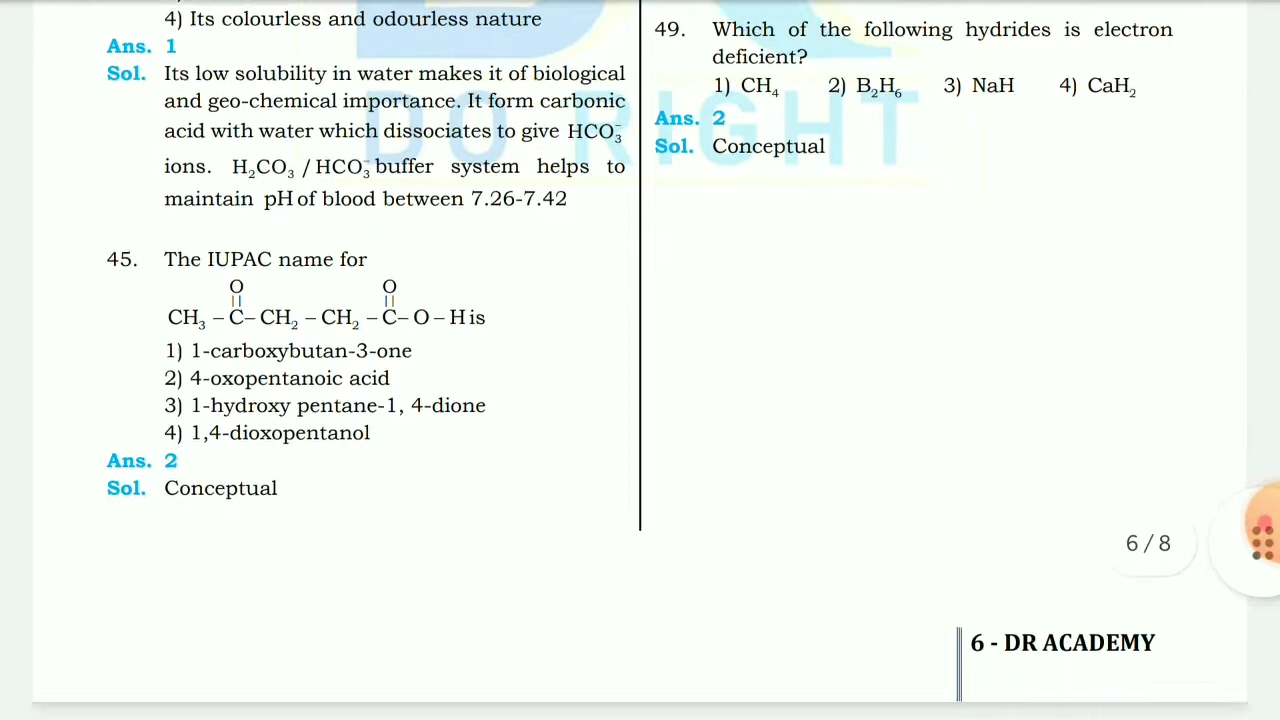 4) Its colourless and odourless nature
Ans. 1
Sol. Its low solubility in water makes it of biological
and geo-chemical importance. It form carbonic
acid with water which dissociates to give HCO₃⁻
ions. H₂CO₃ / HCO₃⁻ buffer system helps to
maintain pH of blood between 7.26-7.42
45. The IUPAC name for
O O
|| ||
CH₃ – C – CH₂ – CH₂ – C – O – H is
1) 1-carboxybutan-3-one
2) 4-oxopentanoic acid
3) 1-hydroxy pentane-1, 4-dione
4) 1,4-dioxopentanol
Ans. 2
Sol. Conceptual
49. Which of the following hydrides is electron
deficient?
1) CH₄ 2) B₂H₆ 3) NaH 4) CaH₂
Ans. 2
Sol. Conceptual
DO RIGHT
6 / 8
6 - DR ACADEMY